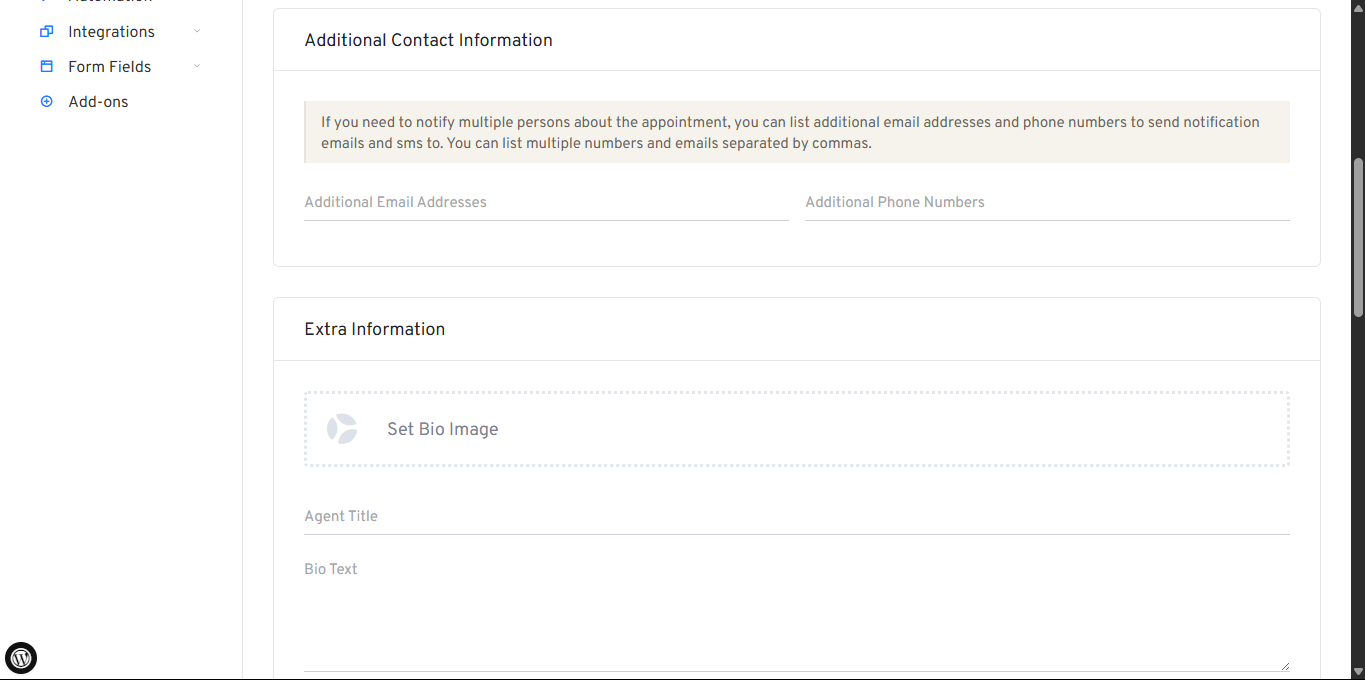 Automation
Integrations
Form Fields
Add-ons
Additional Contact Information
If you need to notify multiple persons about the appointment, you can list additional email addresses and phone numbers to send notification
emails and sms to. You can list multiple numbers and emails separated by commas.
Additional Email Addresses
Additional Phone Numbers
Extra Information
Set Bio Image
Agent Title
Bio Text